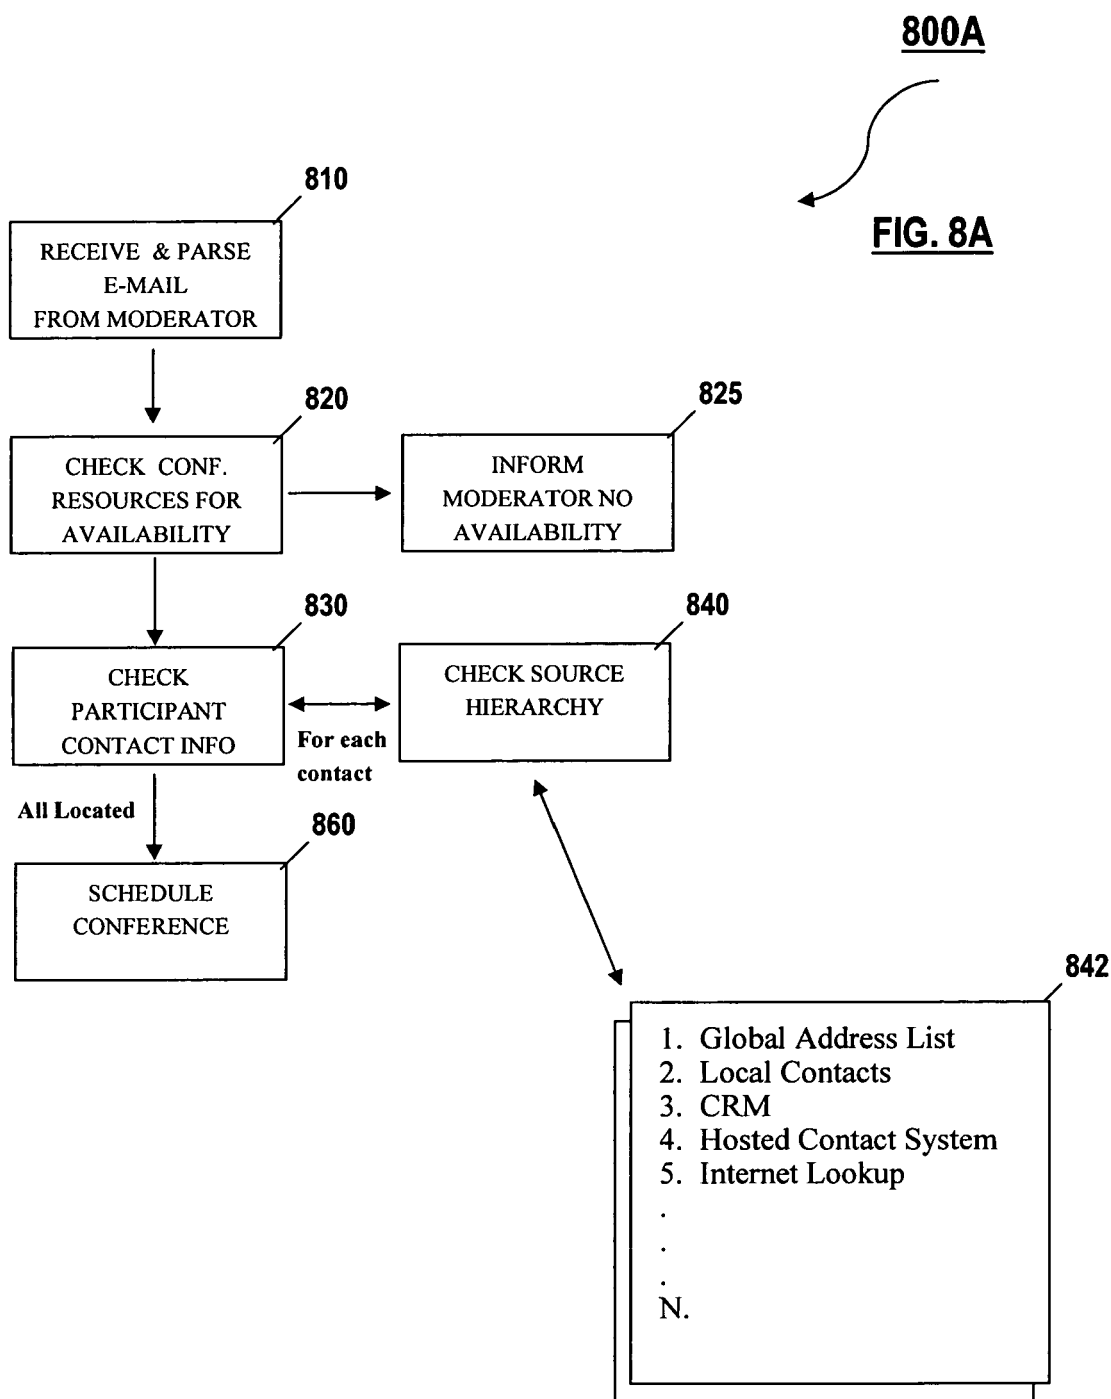 800A
FIG. 8A
810
RECEIVE & PARSE
E-MAIL
FROM MODERATOR
820
CHECK CONF.
RESOURCES FOR
AVAILABILITY
825
INFORM
MODERATOR NO
AVAILABILITY
830
CHECK
PARTICIPANT
CONTACT INFO
For each
contact
840
CHECK SOURCE
HIERARCHY
All Located
860
SCHEDULE
CONFERENCE
842
1. Global Address List
2. Local Contacts
3. CRM
4. Hosted Contact System
5. Internet Lookup
.
.
.
N.